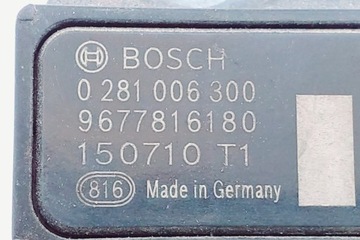 BOSCH
0 281 006 300
9677816180
150710 T1
816 Made in Germany